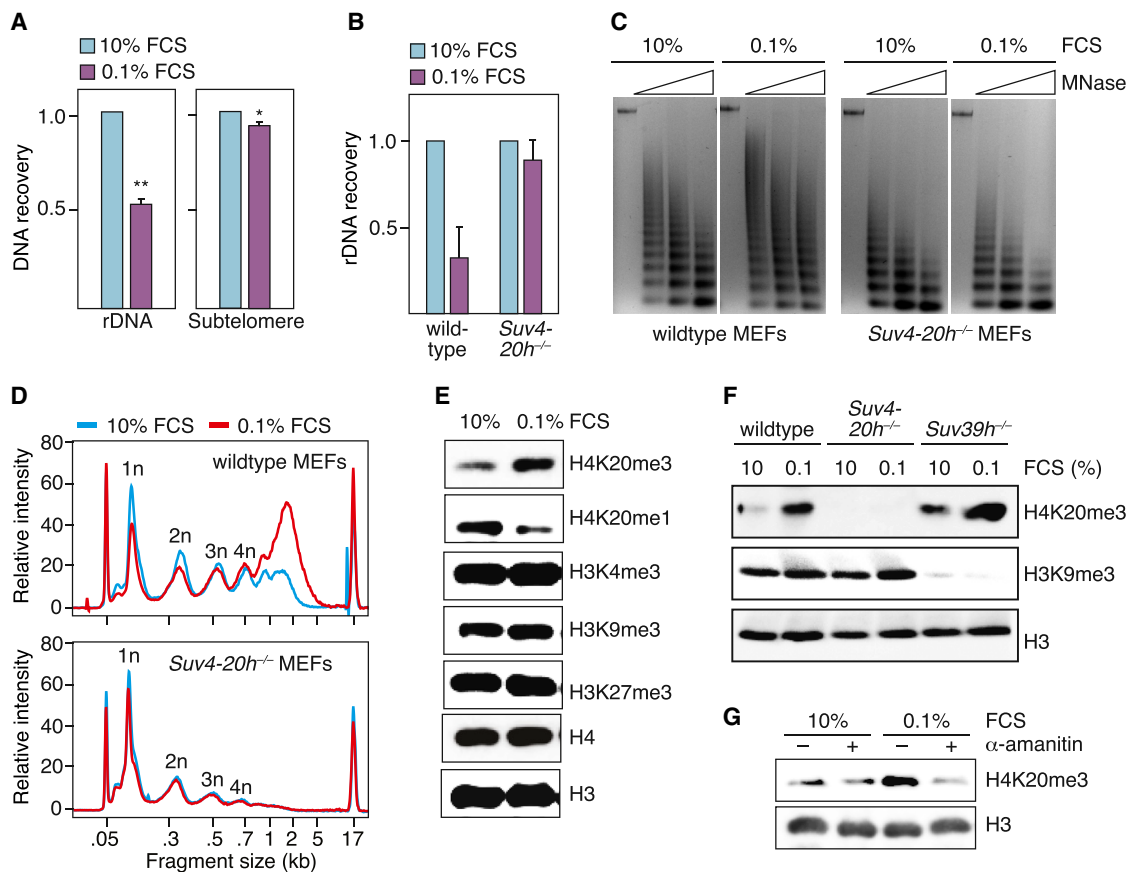 A
10% FCS
0.1% FCS
DNA recovery
1.0
0.5
**
*
rDNA
Subtelomere
B
10% FCS
0.1% FCS
rDNA recovery
1.0
0.5
wild-
type
Suv4-
20h–/–
C
10%
0.1%
10%
0.1%
FCS
MNase
wildtype MEFs
Suv4-20h–/– MEFs
D
10% FCS
0.1% FCS
Relative intensity
80
60
40
20
0
wildtype MEFs
1n
2n
3n
4n
Relative intensity
80
60
40
20
0
Suv4-20h–/– MEFs
1n
2n
3n
4n
.05 .3 .5 .7 1 2 5 17
Fragment size (kb)
E
10% 0.1% FCS
H4K20me3
H4K20me1
H3K4me3
H3K9me3
H3K27me3
H4
H3
F
wildtype
Suv4-
20h–/–
Suv39h–/–
10 0.1 10 0.1 10 0.1 FCS (%)
H4K20me3
H3K9me3
H3
G
10% 0.1% FCS
– + – + α-amanitin
H4K20me3
H3